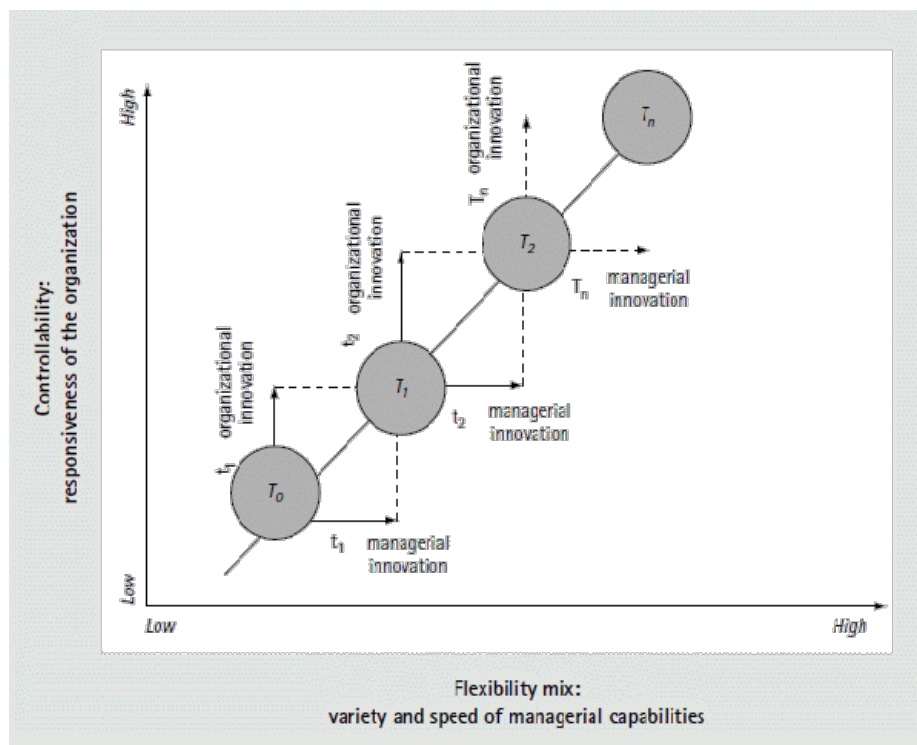 High
Low
Controllability:
responsiveness of the organization
organizational
innovation
Tn
Tn
organizational
innovation
t2
T2
Tn
managerial
innovation
organizational
innovation
t1
T1
t2
managerial
innovation
T0
t1
managerial
innovation
Low
High
Flexibility mix:
variety and speed of managerial capabilities